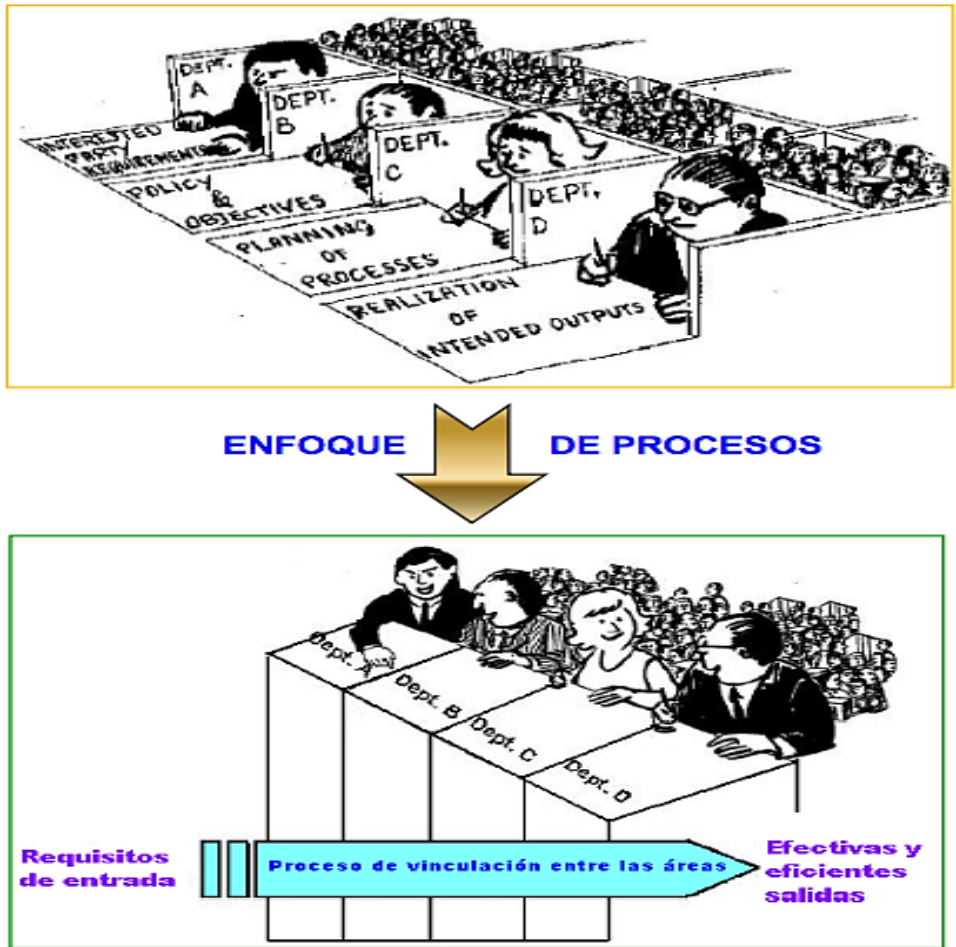 DEPT.
A
DEPT.
B
DEPT.
C
DEPT.
D
INTERESTED
PARTY
REQUIREMENTS
POLICY
&
OBJECTIVES
PLANNING
OF
PROCESSES
REALIZATION
OF
INTENDED OUTPUTS
ENFOQUE DE PROCESOS
Dept. A
Dept. B
Dept. C
Dept. D
Requisitos
de entrada
Proceso de vinculación entre las áreas
Efectivas y
eficientes
salidas